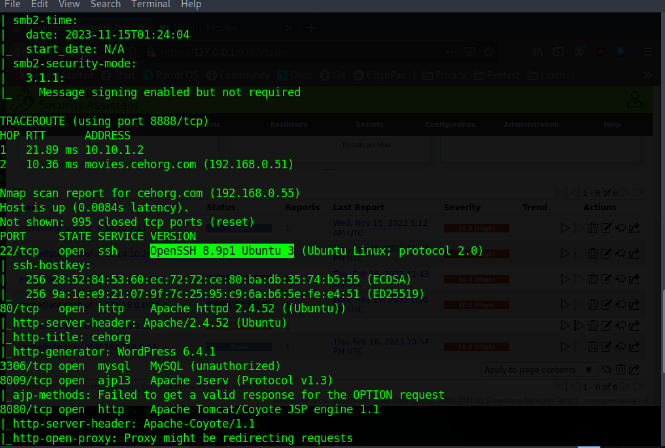 File Edit View Search Terminal Help
| smb2-time:
|   date: 2023-11-15T01:24:04
|_  start_date: N/A
| smb2-security-mode:
|   3.1.1:
|_    Message signing enabled but not required
TRACEROUTE (using port 8888/tcp)
HOP RTT      ADDRESS
1   21.89 ms 10.10.1.2
2   10.36 ms movies.cehorg.com (192.168.0.51)
Nmap scan report for cehorg.com (192.168.0.55)
Host is up (0.0084s latency).
Not shown: 995 closed tcp ports (reset)
PORT     STATE SERVICE VERSION
22/tcp   open  ssh     OpenSSH 8.9p1 Ubuntu 3 (Ubuntu Linux; protocol 2.0)
| ssh-hostkey:
|   256 28:52:84:53:60:ec:72:72:ce:80:ba:db:35:74:b5:55 (ECDSA)
|_  256 9a:1e:e9:21:07:9f:7c:25:95:c9:6a:b6:5e:fe:e4:51 (ED25519)
80/tcp   open  http    Apache httpd 2.4.52 ((Ubuntu))
|_http-server-header: Apache/2.4.52 (Ubuntu)
|_http-title: cehorg
|_http-generator: WordPress 6.4.1
3306/tcp open  mysql   MySQL (unauthorized)
8009/tcp open  ajp13   Apache Jserv (Protocol v1.3)
|_ajp-methods: Failed to get a valid response for the OPTION request
8080/tcp open  http    Apache Tomcat/Coyote JSP engine 1.1
|_http-server-header: Apache-Coyote/1.1
|_http-open-proxy: Proxy might be redirecting requests